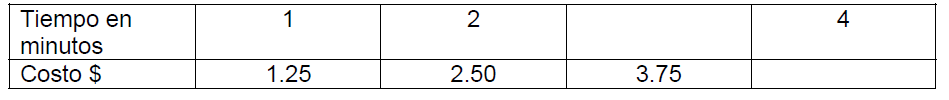 Tiempo en minutos 1 2 4
Costo $ 1.25 2.50 3.75